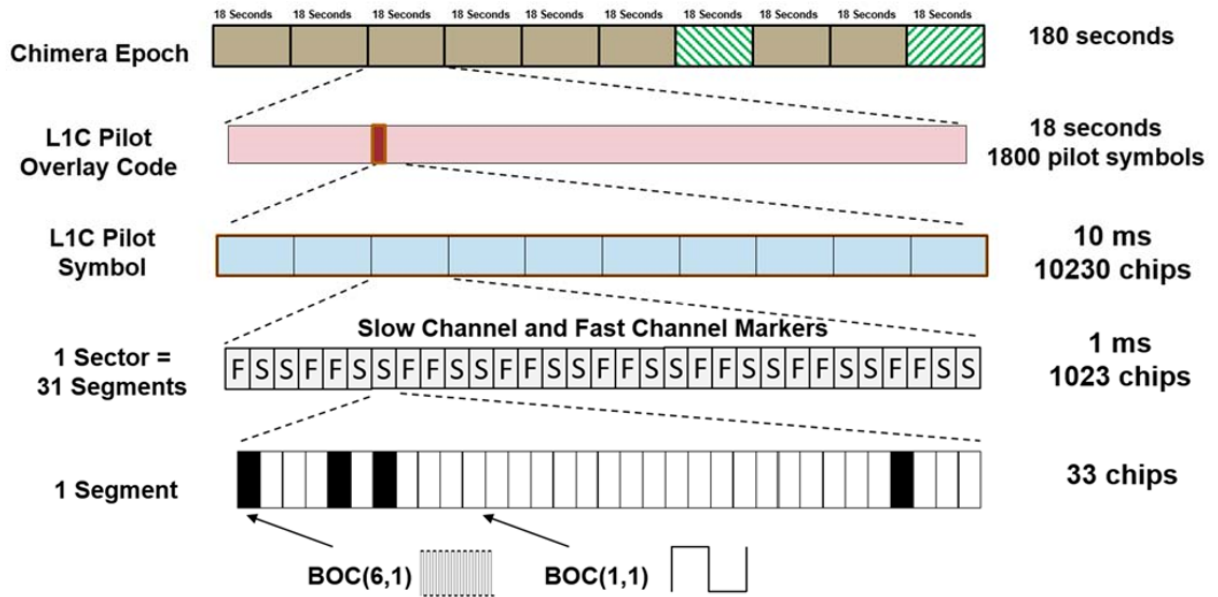 18 Seconds 18 Seconds 18 Seconds 18 Seconds 18 Seconds 18 Seconds 18 Seconds 18 Seconds 18 Seconds 18 Seconds
Chimera Epoch
180 seconds
L1C Pilot
Overlay Code
18 seconds
1800 pilot symbols
L1C Pilot
Symbol
10 ms
10230 chips
Slow Channel and Fast Channel Markers
1 Sector =
31 Segments
F S S F F S S F F S S F F S S F F S S F F S S F F S S F F S S
1 ms
1023 chips
1 Segment
33 chips
BOC(6,1)
BOC(1,1)